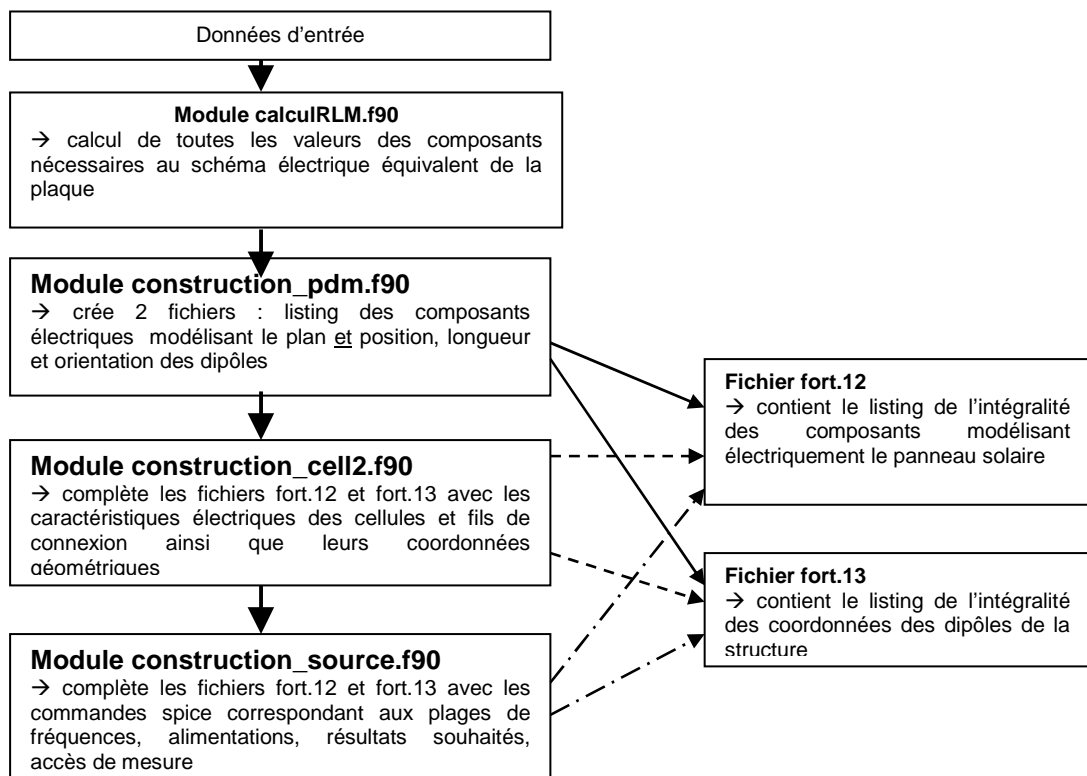 Données d'entrée
Module calculRLM.f90
→ calcul de toutes les valeurs des composants
nécessaires au schéma électrique équivalent de la
plaque
Module construction_pdm.f90
→ crée 2 fichiers : listing des composants
électriques modélisant le plan et position, longueur
et orientation des dipôles
Module construction_cell2.f90
→ complète les fichiers fort.12 et fort.13 avec les
caractéristiques électriques des cellules et fils de
connexion ainsi que leurs coordonnées
géométriques
Module construction_source.f90
→ complète les fichiers fort.12 et fort.13 avec les
commandes spice correspondant aux plages de
fréquences, alimentations, résultats souhaités,
accès de mesure
Fichier fort.12
→ contient le listing de l'intégralité
des composants modélisant
électriquement le panneau solaire
Fichier fort.13
→ contient le listing de l'intégralité
des coordonnées des dipôles de la
structure